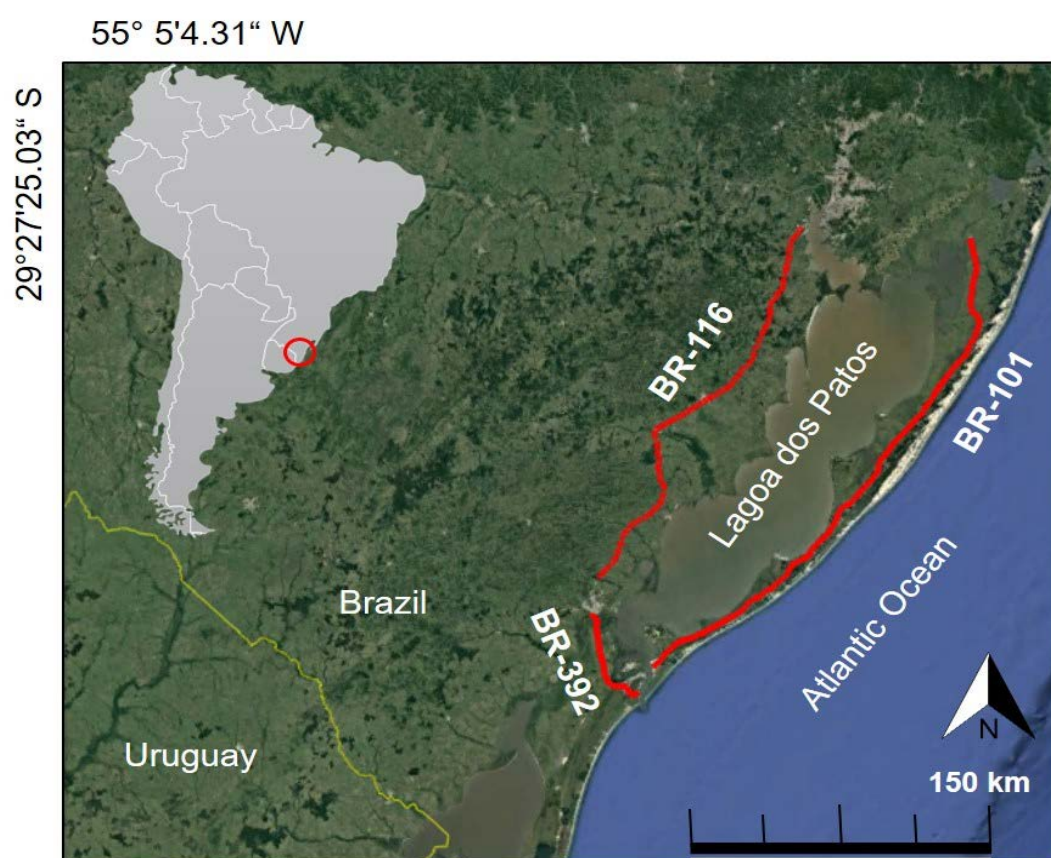 55° 5'4.31“ W
29°27'25.03“ S
BR-116
BR-101
Lagoa dos Patos
Atlantic Ocean
Brazil
BR-392
Uruguay
N
150 km